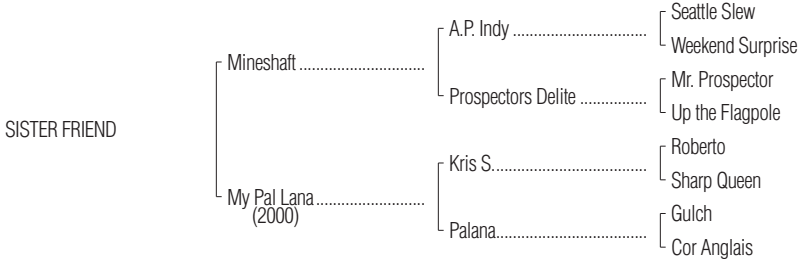 Seattle Slew
A.P. Indy ................................
Weekend Surprise
Mineshaft ..............................
Mr. Prospector
Prospectors Delite ................
Up the Flagpole
SISTER FRIEND
Roberto
Kris S....................................
Sharp Queen
My Pal Lana..........................
(2000)
Gulch
Palana...................................
Cor Anglais